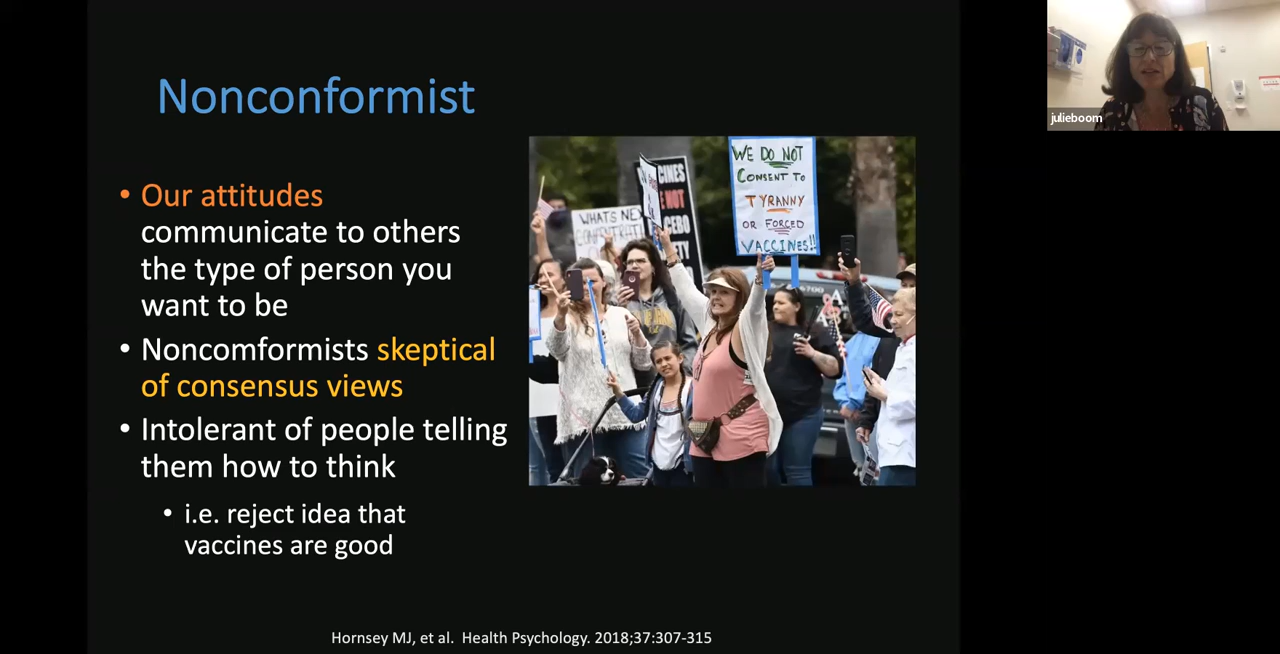 Nonconformist
• Our attitudes
communicate to others
the type of person you
want to be
• Noncomformists skeptical
of consensus views
• Intolerant of people telling
them how to think
• i.e. reject idea that
vaccines are good
WHATS
CINES
NOT
WE DO NOT
CONSENT TO
TYRANNY
OR FORCED
VACCINES!!
Hornsey MJ, et al. Health Psychology. 2018;37:307-315
julieboom